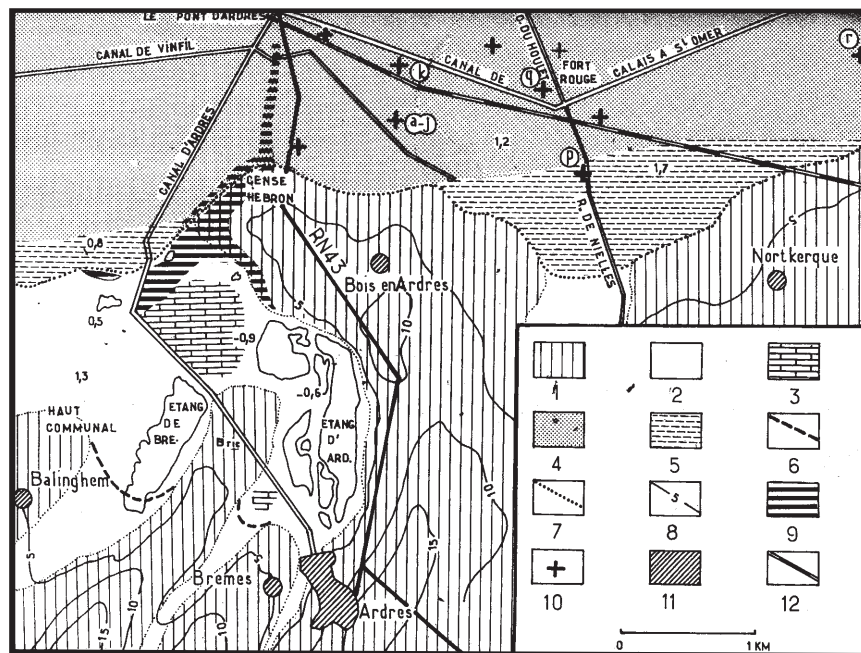 LE PONT D'ARDRES
CANAL DE VINFIL
CANAL D'ARDRES
CANAL DE
CALAIS A St OMER
FORT
ROUGE
k
q
r
a-j
p
1,2
1,7
R. DE NIELLES
CENSE
HEBRON
RN43
Bois en Ardres
Nortkerque
S
S
10
0,8
0,5
-0,9
-0,6
1,3
HAUT
COMMUNAL
ETANG
DE
BRE.
ETANG
D'
ARD.
Balinghem
Bremes
Ardres
5
5
10
15
10
15
10
1
2
3
4
5
6
7
S
8
9
10
11
12
0
1 KM